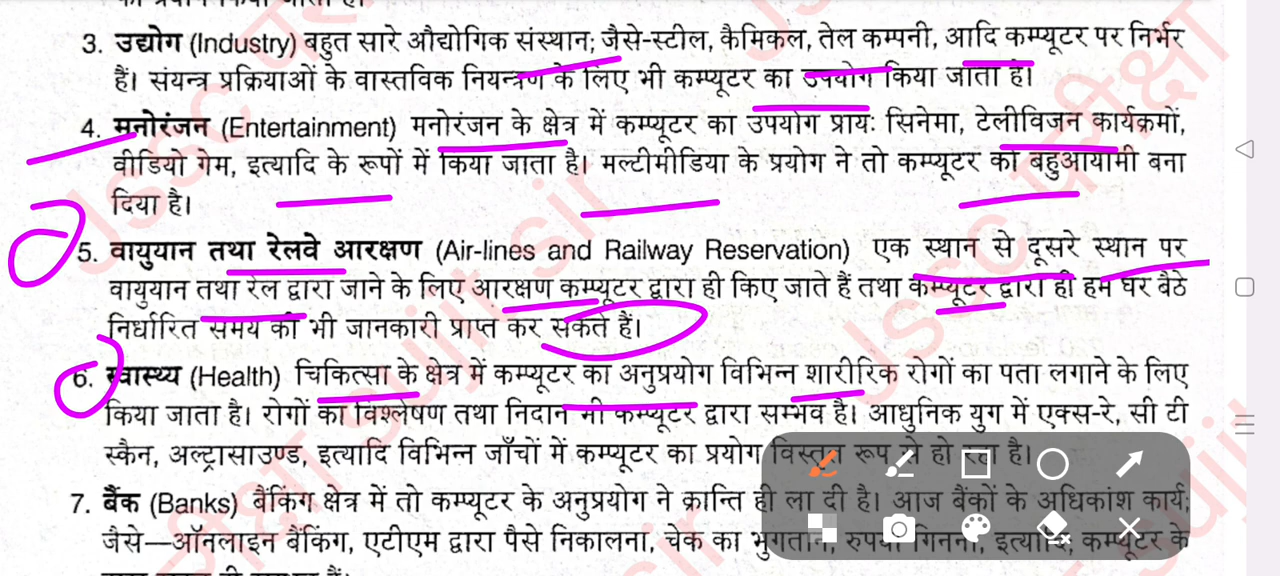 3. उद्योग (Industry) बहुत सारे औद्योगिक संस्थान; जैसे-स्टील, कैमिकल, तेल कम्पनी, आदि कम्प्यूटर पर निर्भर
हैं। संयन्त्र प्रक्रियाओं के वास्तविक नियन्त्रण के लिए भी कम्प्यूटर का उपयोग किया जाता है।
4. मनोरंजन (Entertainment) मनोरंजन के क्षेत्र में कम्प्यूटर का उपयोग प्रायः सिनेमा, टेलीविजन कार्यक्रमों,
वीडियो गेम, इत्यादि के रूपों में किया जाता है। मल्टीमीडिया के प्रयोग ने तो कम्प्यूटर को बहुआयामी बना
दिया है।
5. वायुयान तथा रेलवे आरक्षण (Air-lines and Railway Reservation) एक स्थान से दूसरे स्थान पर
वायुयान तथा रेल द्वारा जाने के लिए आरक्षण कम्प्यूटर द्वारा ही किए जाते हैं तथा कम्प्यूटर द्वारा ही हम घर बैठे
निर्धारित समय की भी जानकारी प्राप्त कर सकते हैं।
6. स्वास्थ्य (Health) चिकित्सा के क्षेत्र में कम्प्यूटर का अनुप्रयोग विभिन्न शारीरिक रोगों का पता लगाने के लिए
किया जाता है। रोगों का विश्लेषण तथा निदान भी कम्प्यूटर द्वारा सम्भव है। आधुनिक युग में एक्स-रे, सी टी
स्कैन, अल्ट्रासाउण्ड, इत्यादि विभिन्न जाँचों में कम्प्यूटर का प्रयोग विस्तृत रूप से हो रहा है।
7. बैंक (Banks) बैंकिंग क्षेत्र में तो कम्प्यूटर के अनुप्रयोग ने क्रान्ति ही ला दी है। आज बैंकों के अधिकांश कार्य;
जैसे—ऑनलाइन बैंकिंग, एटीएम द्वारा पैसे निकालना, चेक का भुगतान, रुपया गिनना, इत्यादि, कम्प्यूटर के